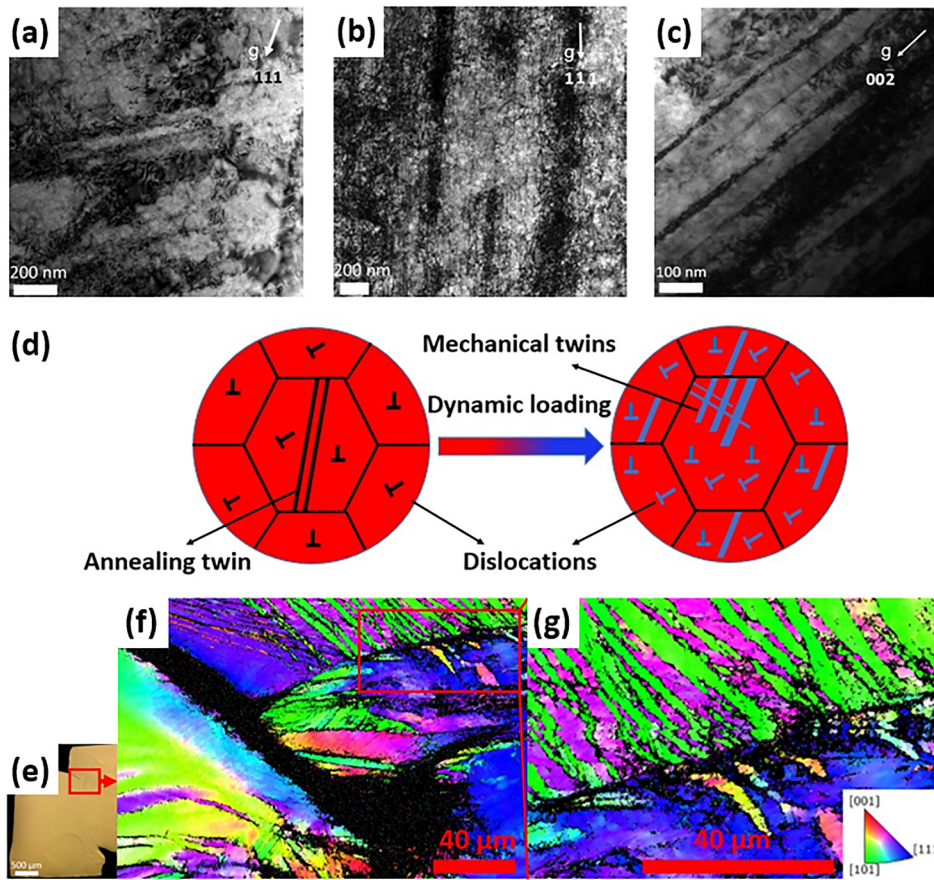 (a)
g
111
200 nm
(b)
g
111
200 nm
(c)
g
002̄
100 nm
(d)
Mechanical twins
Dynamic loading
Annealing twin
Dislocations
(e)
500 μm
(f)
40 μm
(g)
40 μm
[001]
[101]
[111